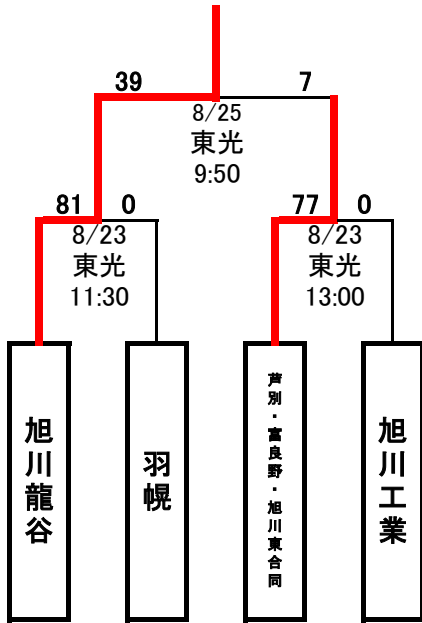 39 7
8/25
東光
9:50
81 0
8/23
東光
11:30
77 0
8/23
東光
13:00
旭川龍谷
羽幌
芦別・富良野・旭川東合同
旭川工業